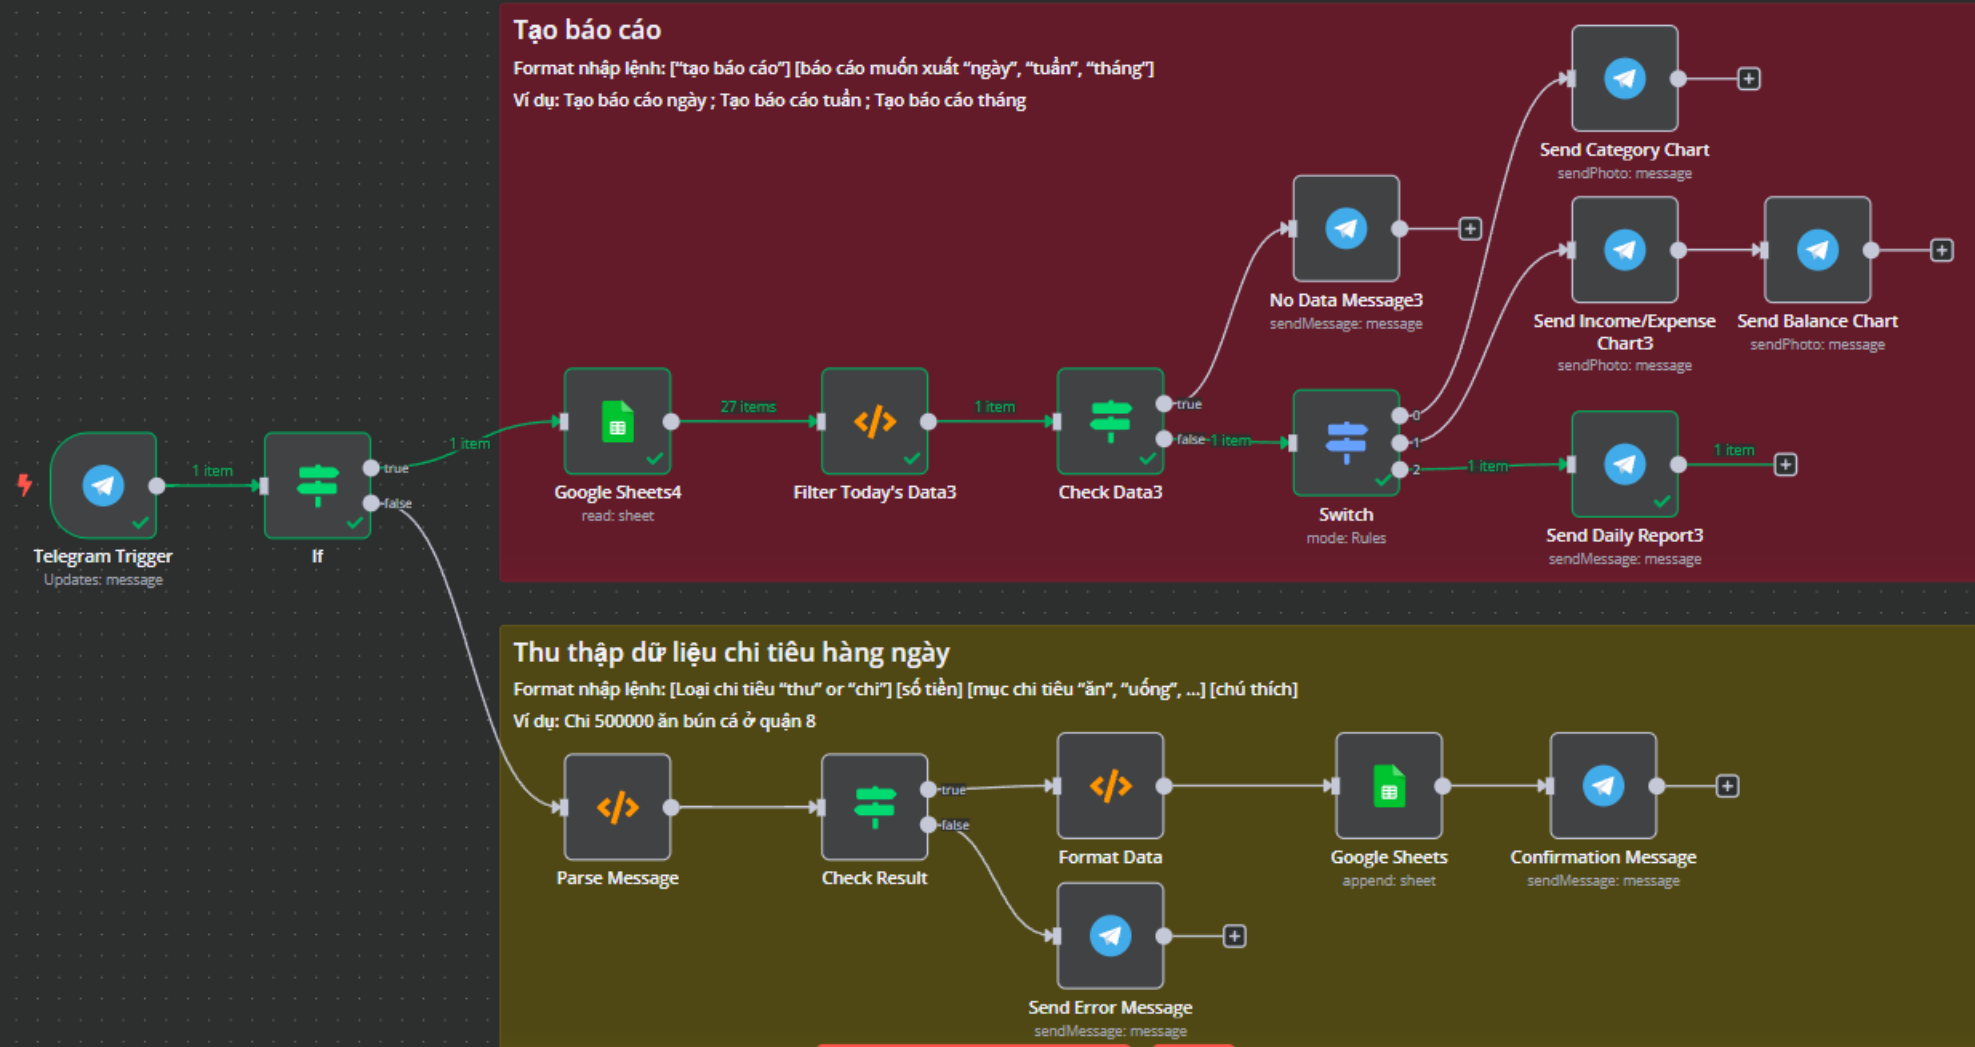 Tạo báo cáo
Format nhập lệnh: [“tạo báo cáo”] [báo cáo muốn xuất “ngày”, “tuần”, “tháng”]
Ví dụ: Tạo báo cáo ngày ; Tạo báo cáo tuần ; Tạo báo cáo tháng
Send Category Chart
sendPhoto: message
No Data Message3
sendMessage: message
Send Income/Expense
Chart3
sendPhoto: message
Send Balance Chart
sendPhoto: message
Telegram Trigger
Updates: message
1 item
If
true
false
1 item
Google Sheets4
read: sheet
27 items
Filter Today's Data3
1 item
Check Data3
true
false
1 item
Switch
mode: Rules
0
1
2
1 item
Send Daily Report3
sendMessage: message
1 item
Thu thập dữ liệu chi tiêu hàng ngày
Format nhập lệnh: [Loại chi tiêu “thu” or “chi”] [số tiền] [mục chi tiêu “ăn”, “uống”, ...] [chú thích]
Ví dụ: Chi 500000 ăn bún cá ở quận 8
Parse Message
Check Result
true
false
Format Data
Google Sheets
append: sheet
Confirmation Message
sendMessage: message
Send Error Message
sendMessage: message